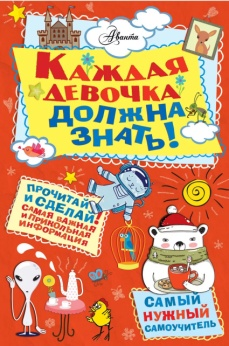 Аванта
КАЖДАЯ
ДЕВОЧКА
ДОЛЖНА
ЗНАТЬ!
ПРОЧИТАЙ
И СДЕЛАЙ!
САМАЯ ВАЖНАЯ
И ПРИКОЛЬНАЯ
ИНФОРМАЦИЯ
САМЫЙ
НУЖНЫЙ
САМОУЧИТЕЛЬ